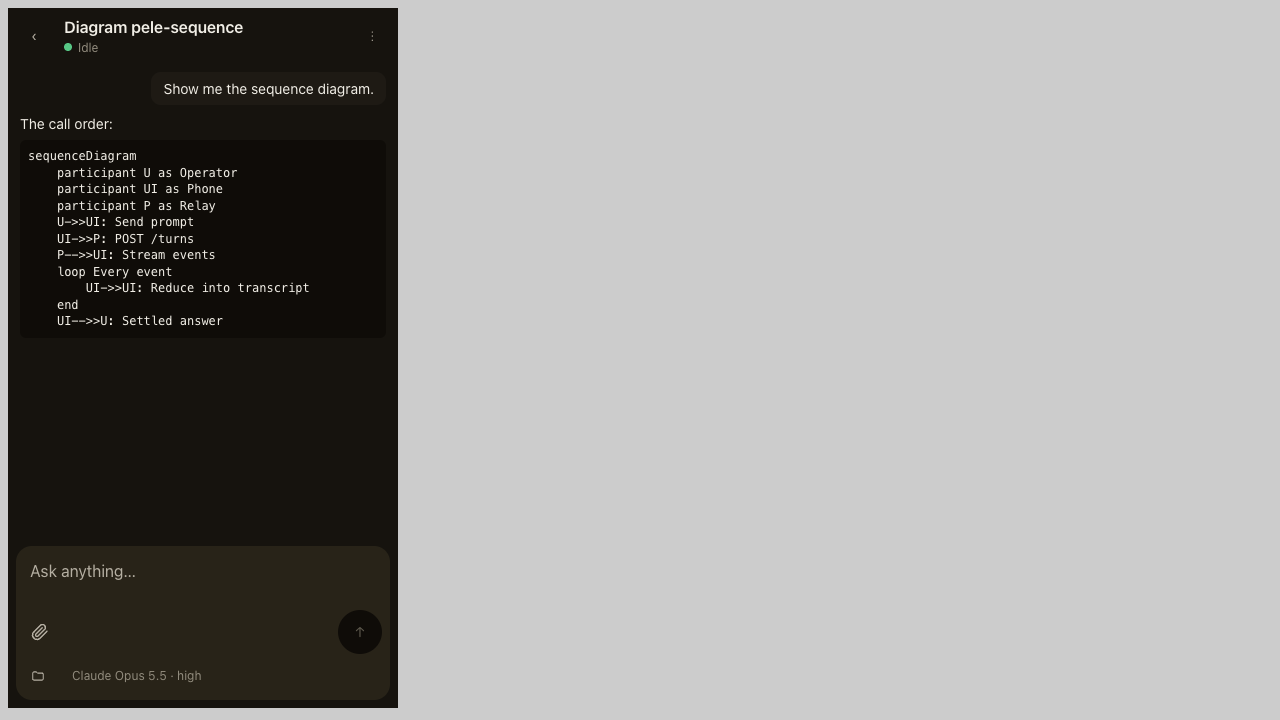 Diagram pele-sequence
Idle
Show me the sequence diagram.
The call order:
sequenceDiagram
    participant U as Operator
    participant UI as Phone
    participant P as Relay
    U->>UI: Send prompt
    UI->>P: POST /turns
    P-->>UI: Stream events
    loop Every event
        UI->>UI: Reduce into transcript
    end
    UI-->>U: Settled answer
Ask anything...
Claude Opus 5.5 · high